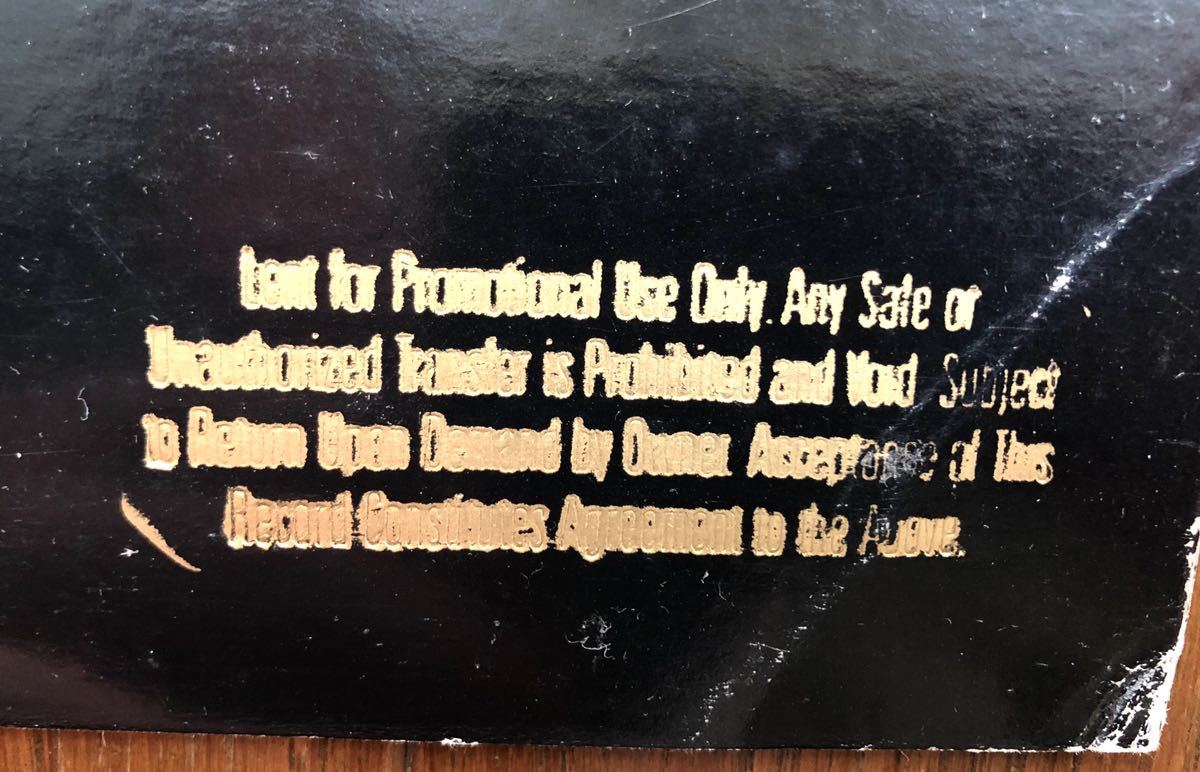 Lent for Promotional Use Only. Any Sale or
Unauthorized Transfer is Prohibited and Void Subject
to Return Upon Demand by Owner. Acceptance of This
Record Constitutes Agreement to the Above.